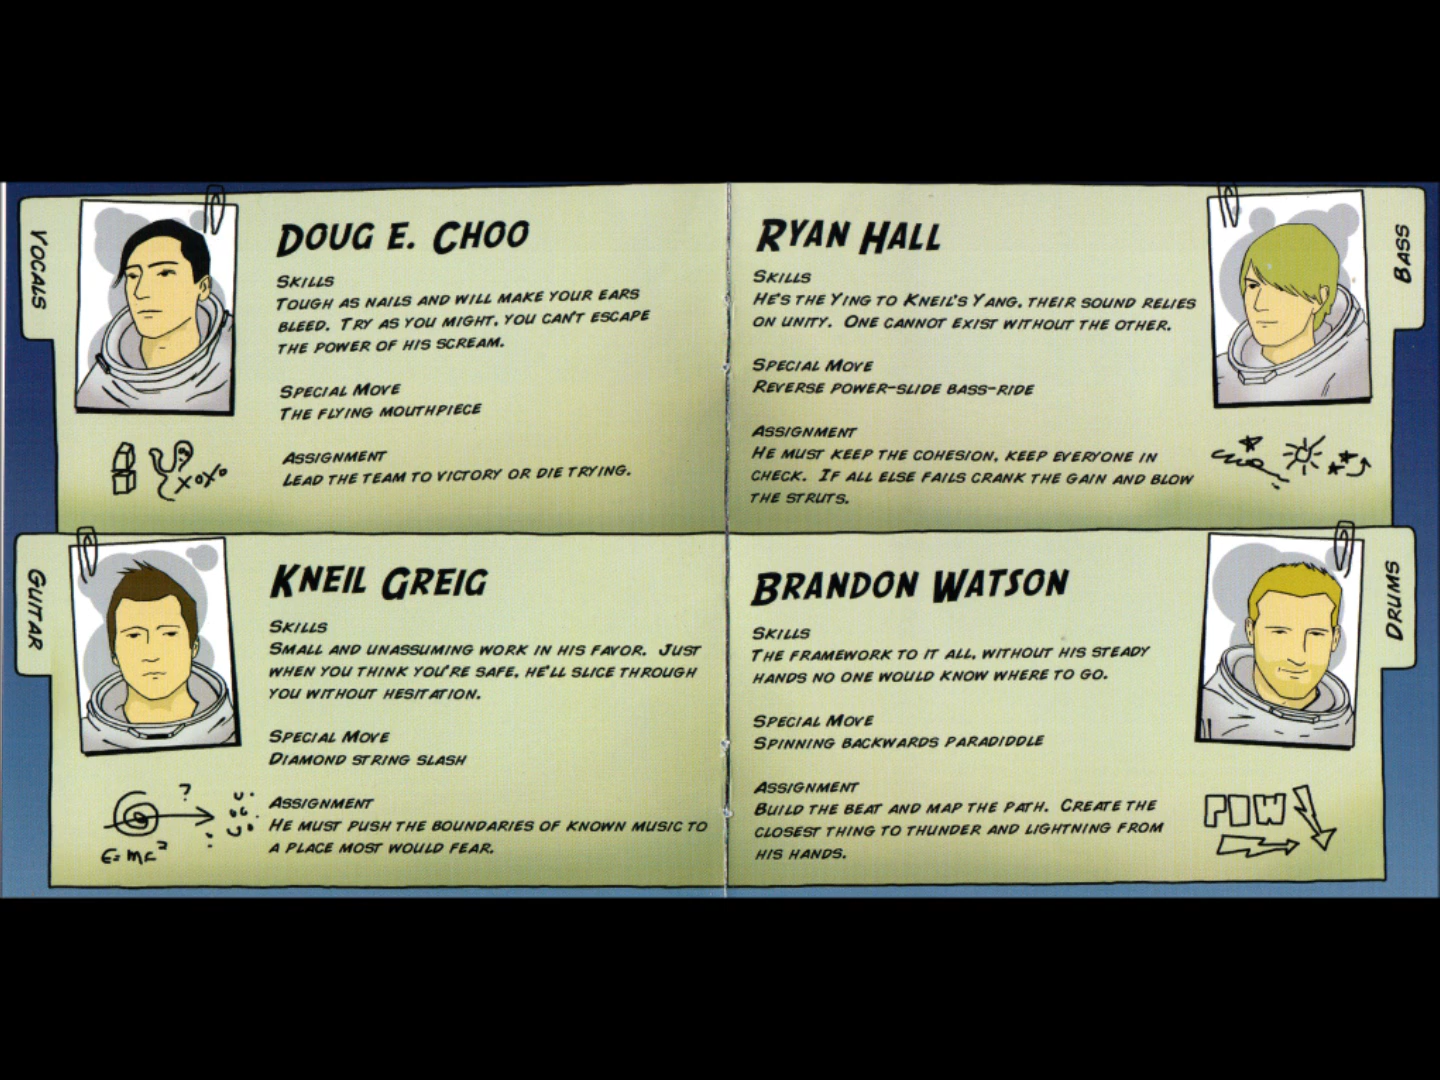 Vocals
Doug E. Choo
Skills
Tough as nails and will make your ears
bleed. Try as you might, you can't escape
the power of his scream.
Special Move
The flying mouthpiece
Assignment
Lead the team to victory or die trying.
XOXO
Bass
Ryan Hall
Skills
He's the Ying to Kneil's Yang, their sound relies
on unity. One cannot exist without the other.
Special Move
Reverse power-slide bass-ride
Assignment
He must keep the cohesion, keep everyone in
check. If all else fails crank the gain and blow
the struts.
Guitar
Kneil Greig
Skills
Small and unassuming work in his favor. Just
when you think you're safe, he'll slice through
you without hesitation.
Special Move
Diamond string slash
Assignment
He must push the boundaries of known music to
a place most would fear.
?
E=mc²
Drums
Brandon Watson
Skills
The framework to it all, without his steady
hands no one would know where to go.
Special Move
Spinning backwards paradiddle
Assignment
Build the beat and map the path. Create the
closest thing to thunder and lightning from
his hands.
POW